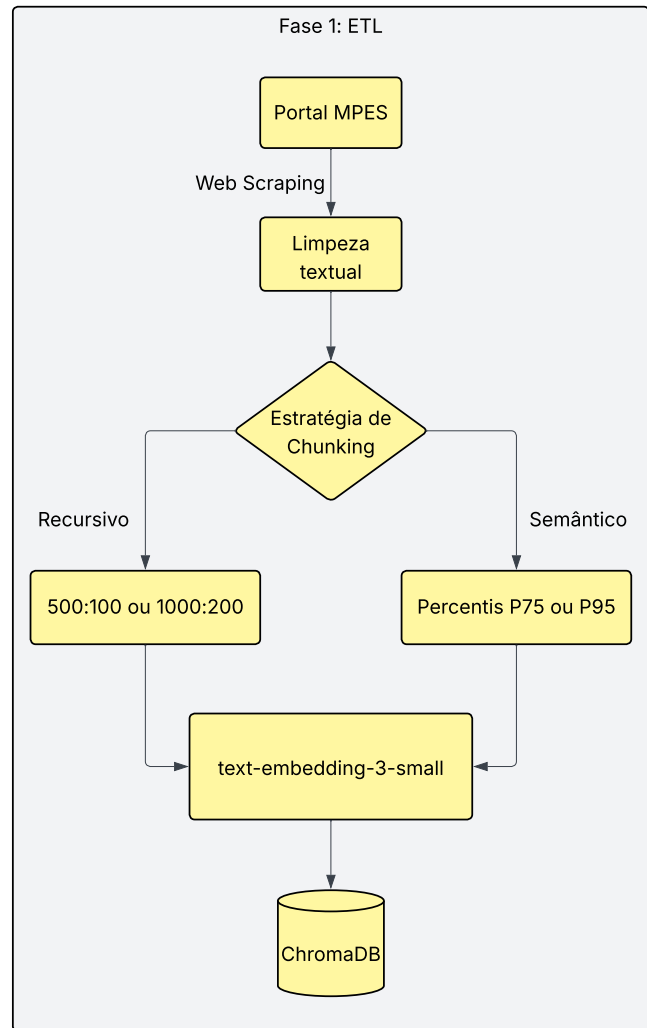 Fase 1: ETL
Portal MPES
Web Scraping
Limpeza
textual
Estratégia de
Chunking
Recursivo
Semântico
500:100 ou 1000:200
Percentis P75 ou P95
text-embedding-3-small
ChromaDB